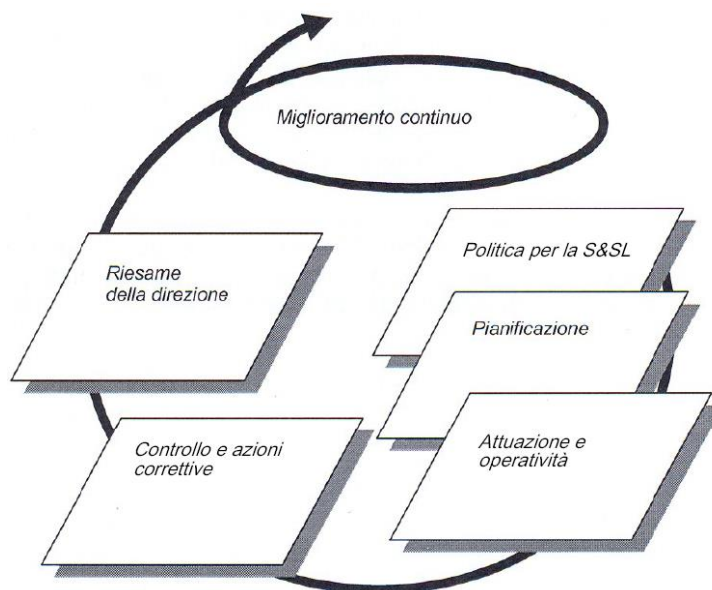 Miglioramento continuo
Politica per la S&SL
Riesame
della direzione
Pianificazione
Controllo e azioni
correttive
Attuazione e
operatività